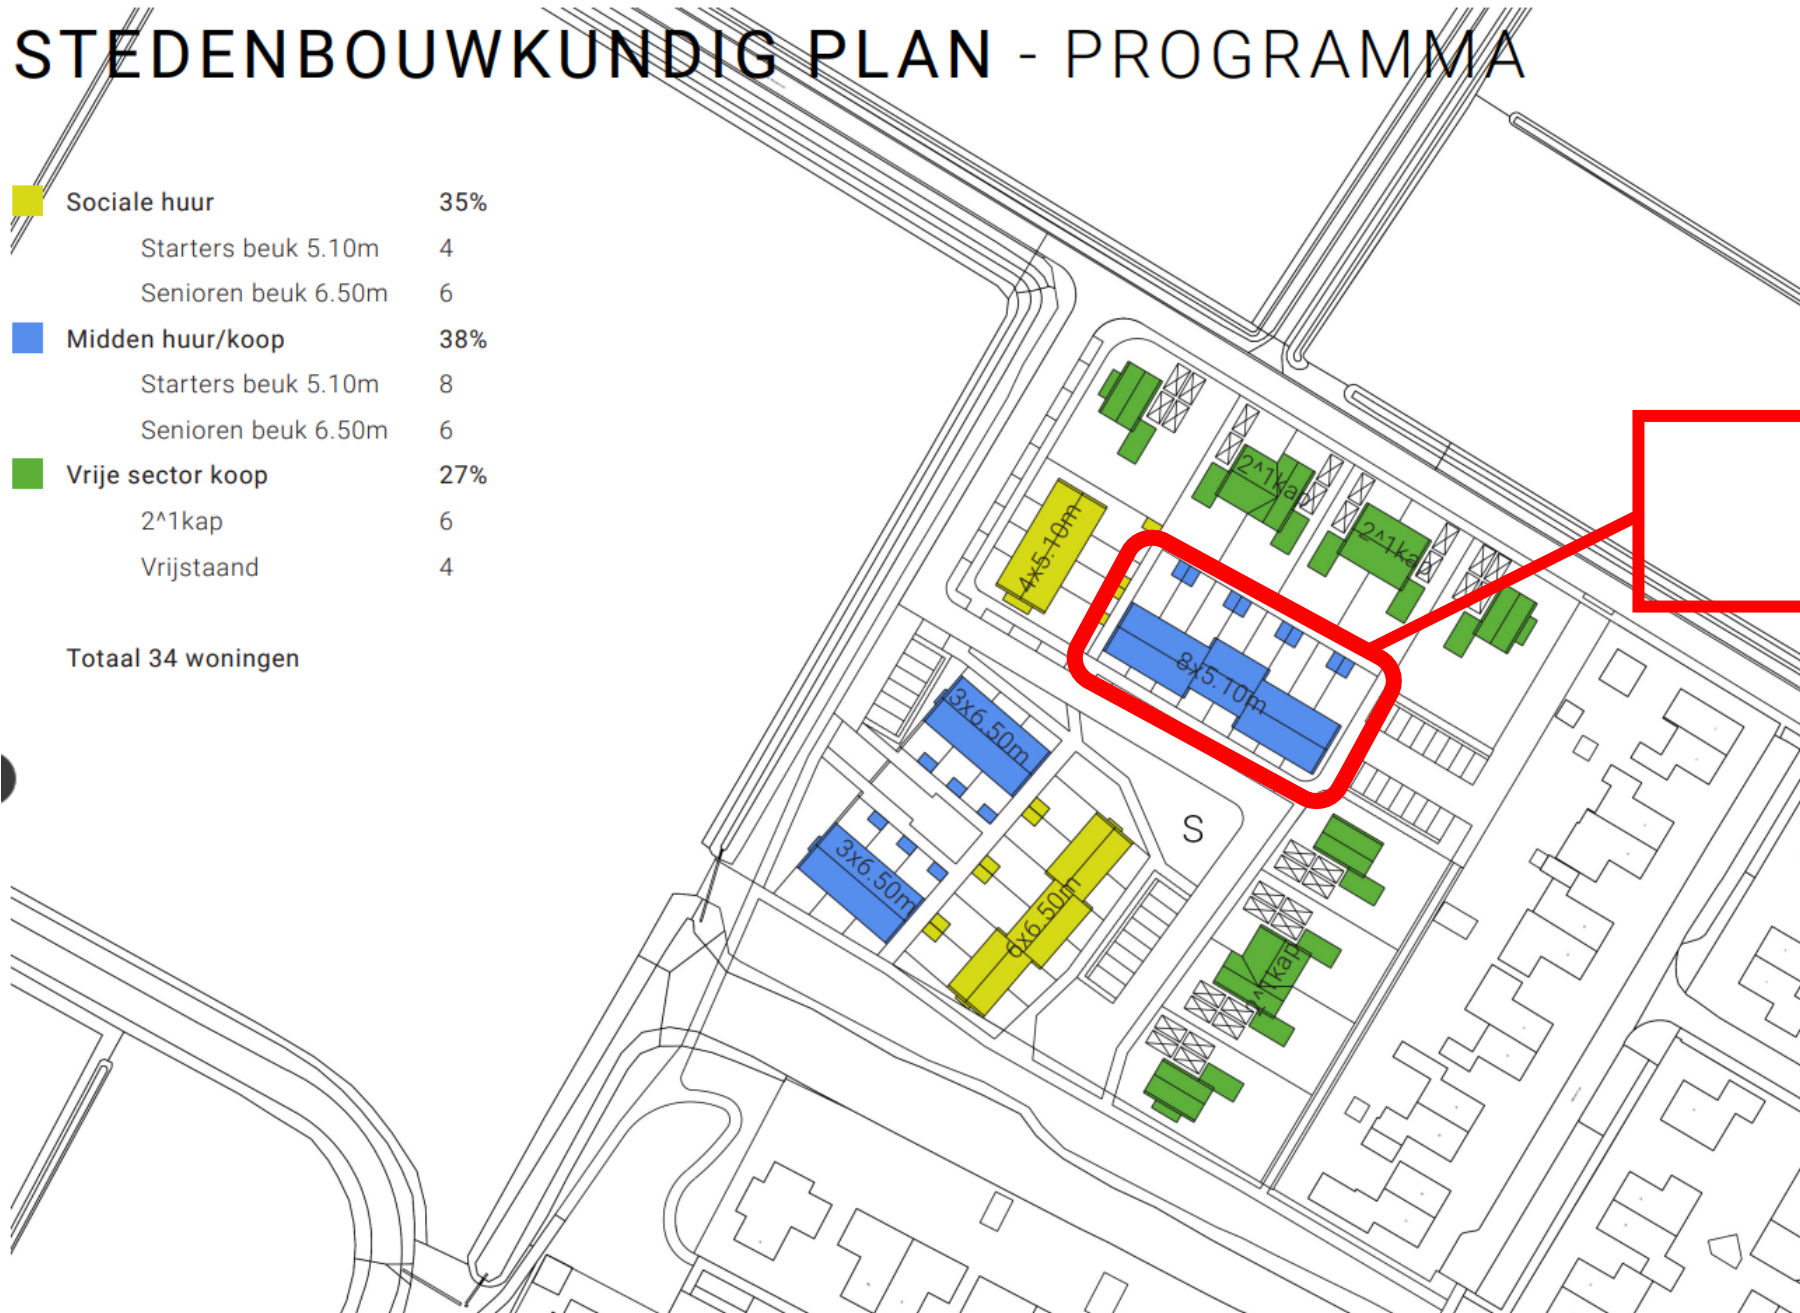 STEDENBOUWKUNDIG PLAN - PROGRAMMA
Sociale huur 35%
Starters beuk 5.10m 4
Senioren beuk 6.50m 6
Midden huur/koop 38%
Starters beuk 5.10m 8
Senioren beuk 6.50m 6
Vrije sector koop 27%
2^1kap 6
Vrijstaand 4
Totaal 34 woningen
2^1kap
2^1kap
4x5.10m
8x5.10m
3x6.50m
S
3x6.50m
6x6.50m
2^1kap